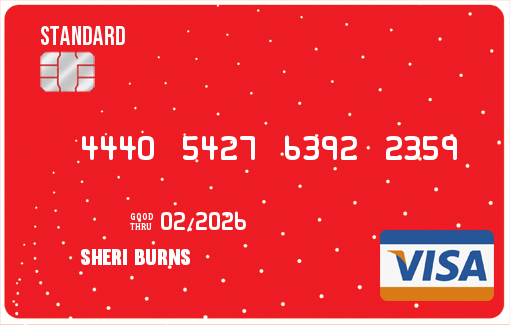 STANDARD
4440 5427 6392 2359
GOOD THRU 02/2026
SHERI BURNS
VISA